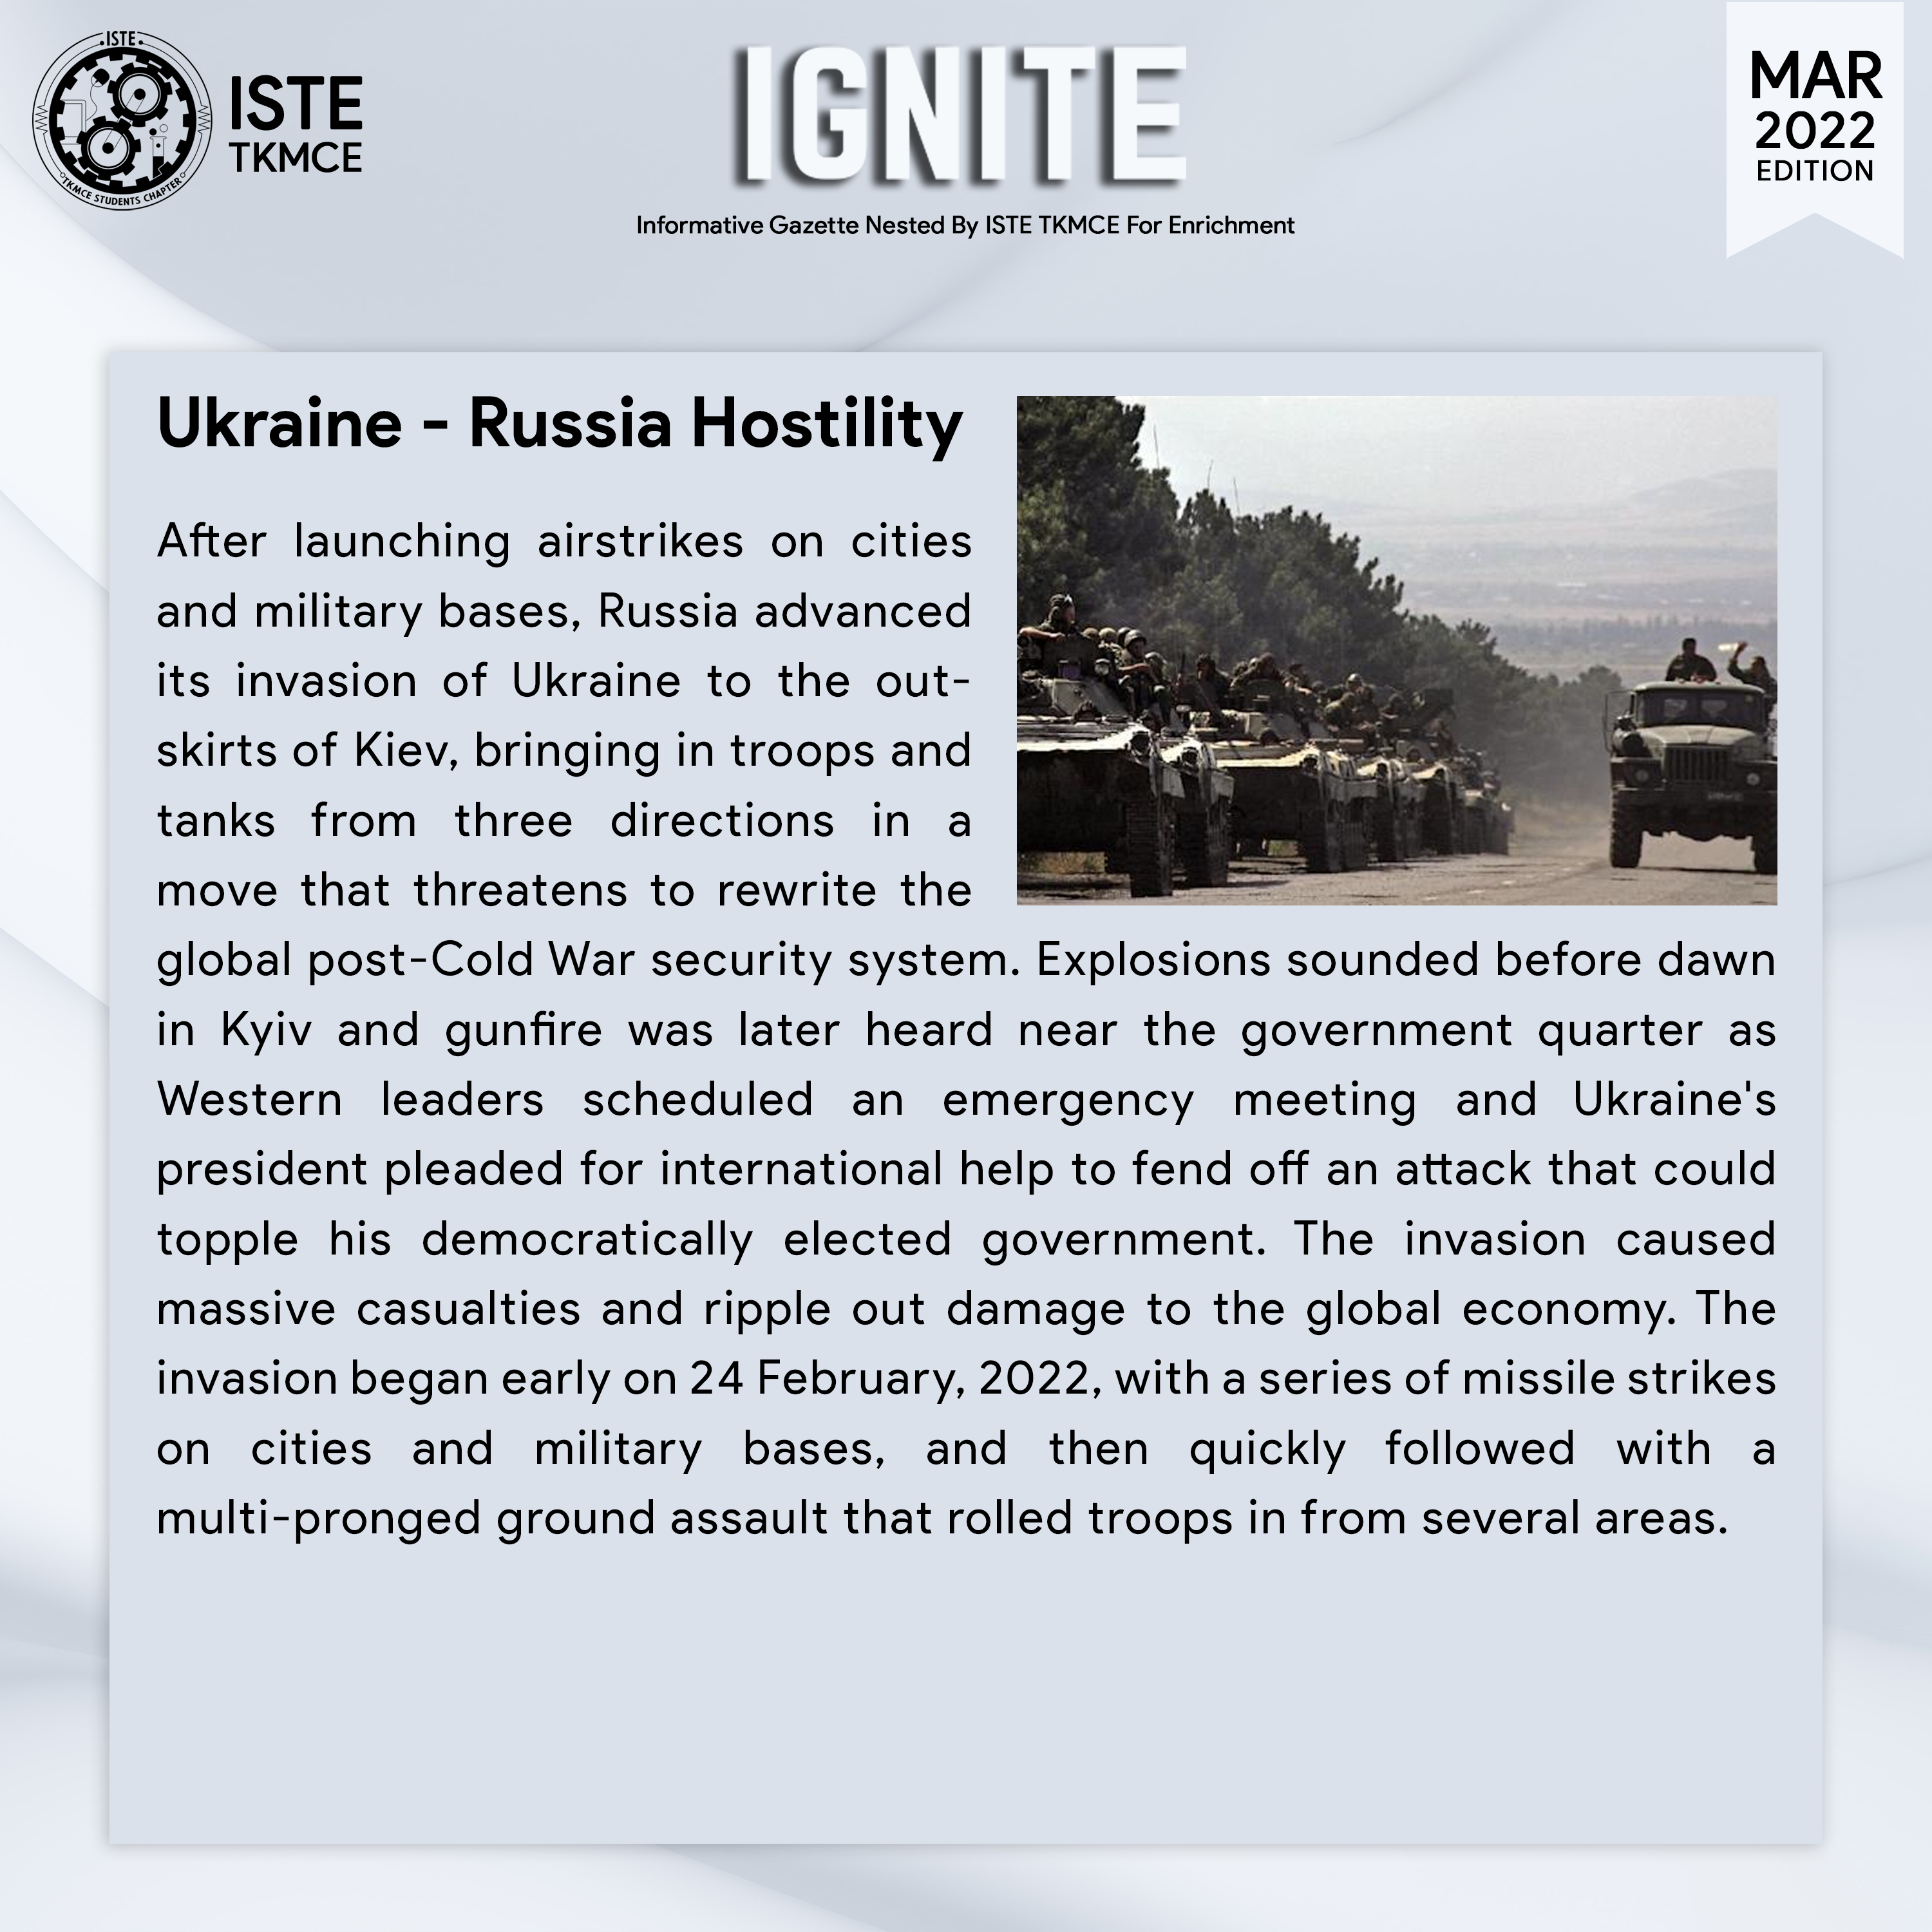 ISTE
TKMCE STUDENTS CHAPTER
ISTE
TKMCE
IGNITE
Informative Gazette Nested By ISTE TKMCE For Enrichment
MAR
2022
EDITION
Ukraine - Russia Hostility
After launching airstrikes on cities
and military bases, Russia advanced
its invasion of Ukraine to the out-
skirts of Kiev, bringing in troops and
tanks from three directions in a
move that threatens to rewrite the
global post-Cold War security system. Explosions sounded before dawn
in Kyiv and gunfire was later heard near the government quarter as
Western leaders scheduled an emergency meeting and Ukraine's
president pleaded for international help to fend off an attack that could
topple his democratically elected government. The invasion caused
massive casualties and ripple out damage to the global economy. The
invasion began early on 24 February, 2022, with a series of missile strikes
on cities and military bases, and then quickly followed with a
multi-pronged ground assault that rolled troops in from several areas.